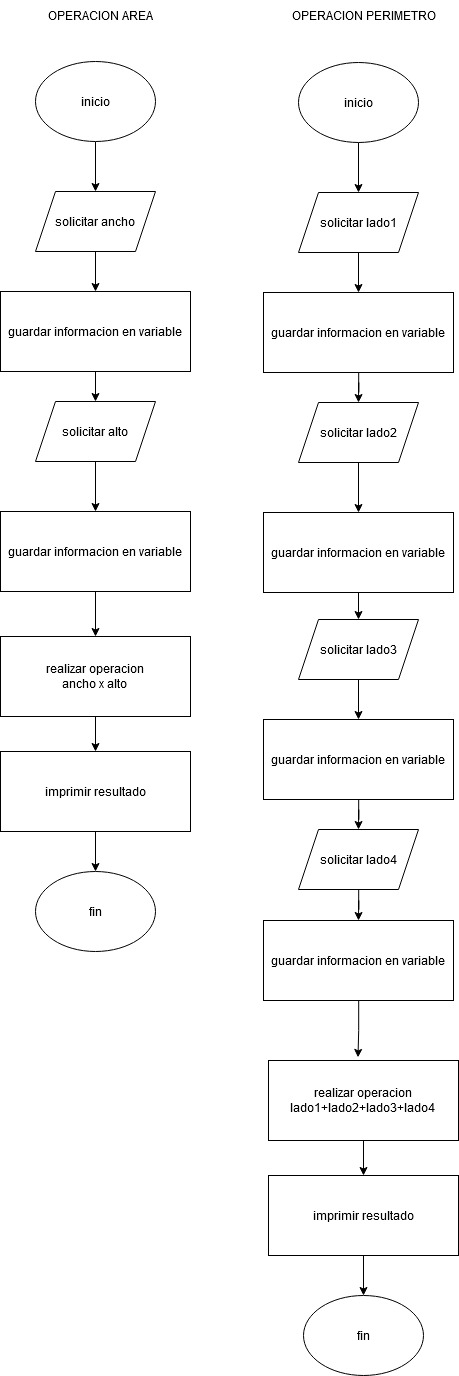 OPERACION AREA
inicio
solicitar ancho
guardar informacion en variable
solicitar alto
guardar informacion en variable
realizar operacion
ancho x alto
imprimir resultado
fin
OPERACION PERIMETRO
inicio
solicitar lado1
guardar informacion en variable
solicitar lado2
guardar informacion en variable
solicitar lado3
guardar informacion en variable
solicitar lado4
guardar informacion en variable
realizar operacion
lado1+lado2+lado3+lado4
imprimir resultado
fin